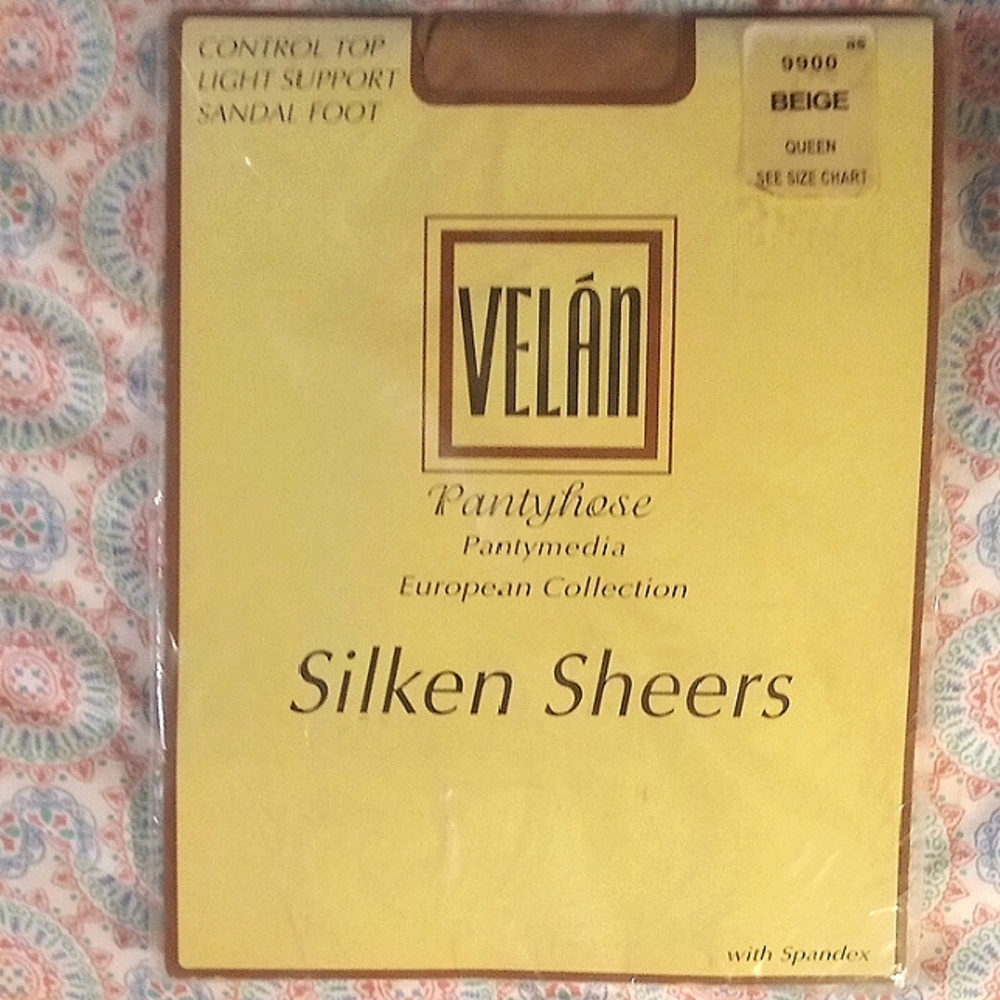 CONTROL TOP
LIGHT SUPPORT
SANDAL FOOT
as
9900
BEIGE
QUEEN
SEE SIZE CHART
VELÁN
Pantyhose
Pantymedia
European Collection
Silken Sheers
with Spandex